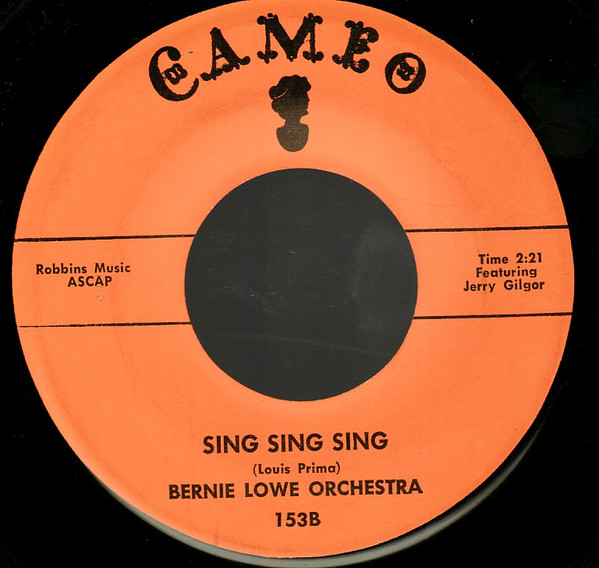 CAMEO
Robbins Music
ASCAP
Time 2:21
Featuring
Jerry Gilgor
SING SING SING
(Louis Prima)
BERNIE LOWE ORCHESTRA
153B